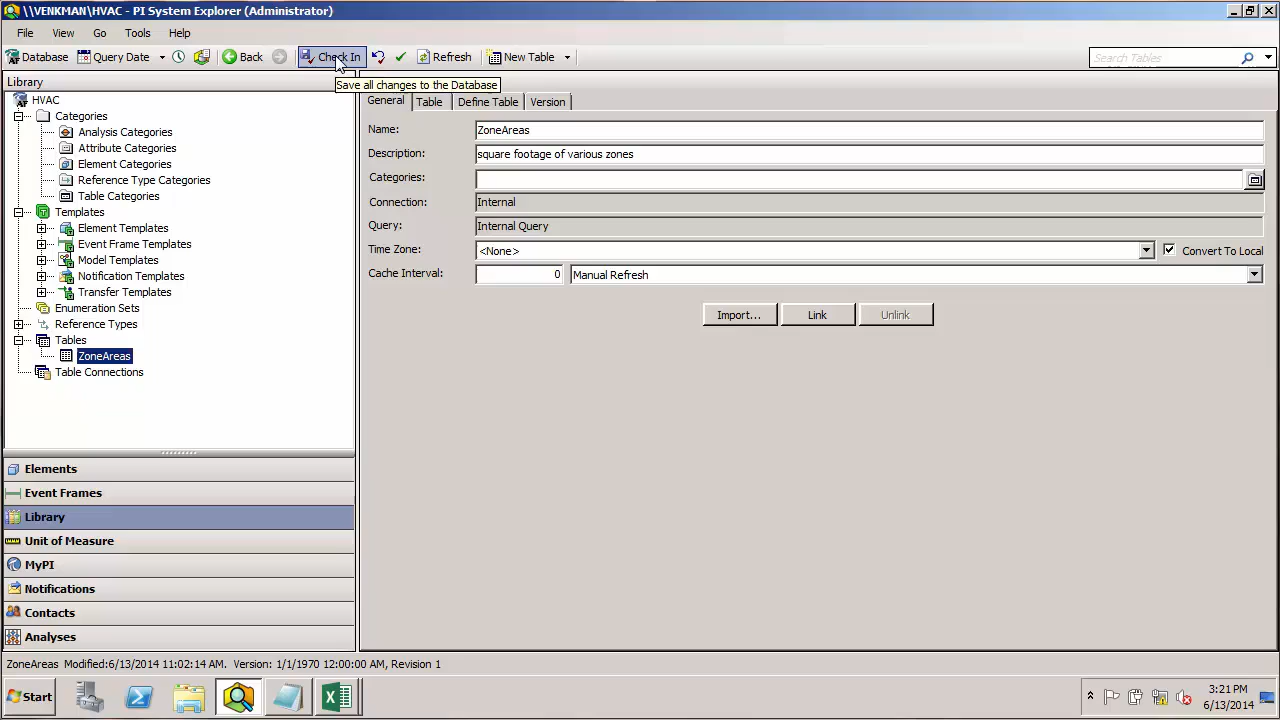 \\VENKMAN\HVAC - PI System Explorer (Administrator)
File View Go Tools Help
Database Query Date Back Check In Refresh New Table Search Tables
Save all changes to the Database
Library
HVAC
Categories
Analysis Categories
Attribute Categories
Element Categories
Reference Type Categories
Table Categories
Templates
Element Templates
Event Frame Templates
Model Templates
Notification Templates
Transfer Templates
Enumeration Sets
Reference Types
Tables
ZoneAreas
Table Connections
Elements
Event Frames
Library
Unit of Measure
MyPI
Notifications
Contacts
Analyses
General Table Define Table Version
Name: ZoneAreas
Description: square footage of various zones
Categories:
Connection: Internal
Query: Internal Query
Time Zone: <None> Convert To Local
Cache Interval: 0 Manual Refresh
Import... Link Unlink
ZoneAreas Modified:6/13/2014 11:02:14 AM. Version: 1/1/1970 12:00:00 AM, Revision 1
Start
3:21 PM
6/13/2014